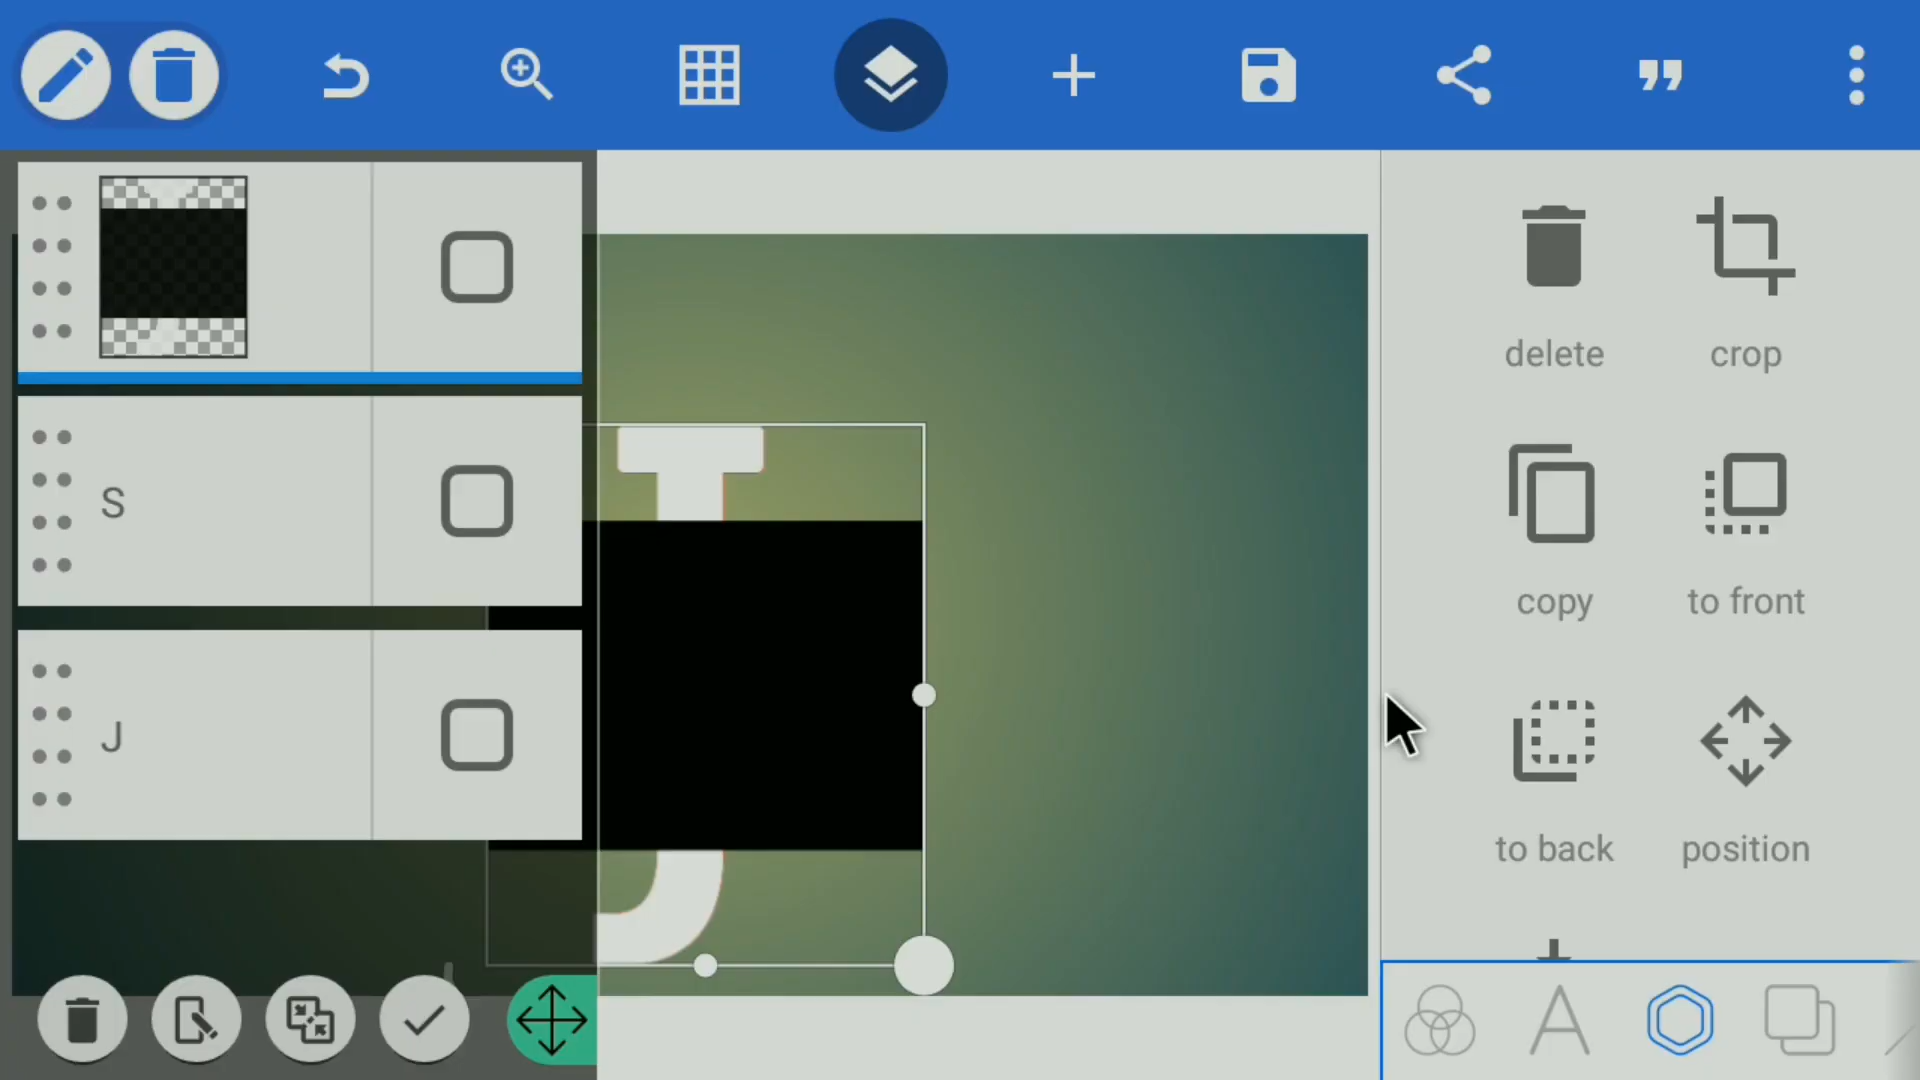 S
J
delete
crop
copy
to front
to back
position
J
A